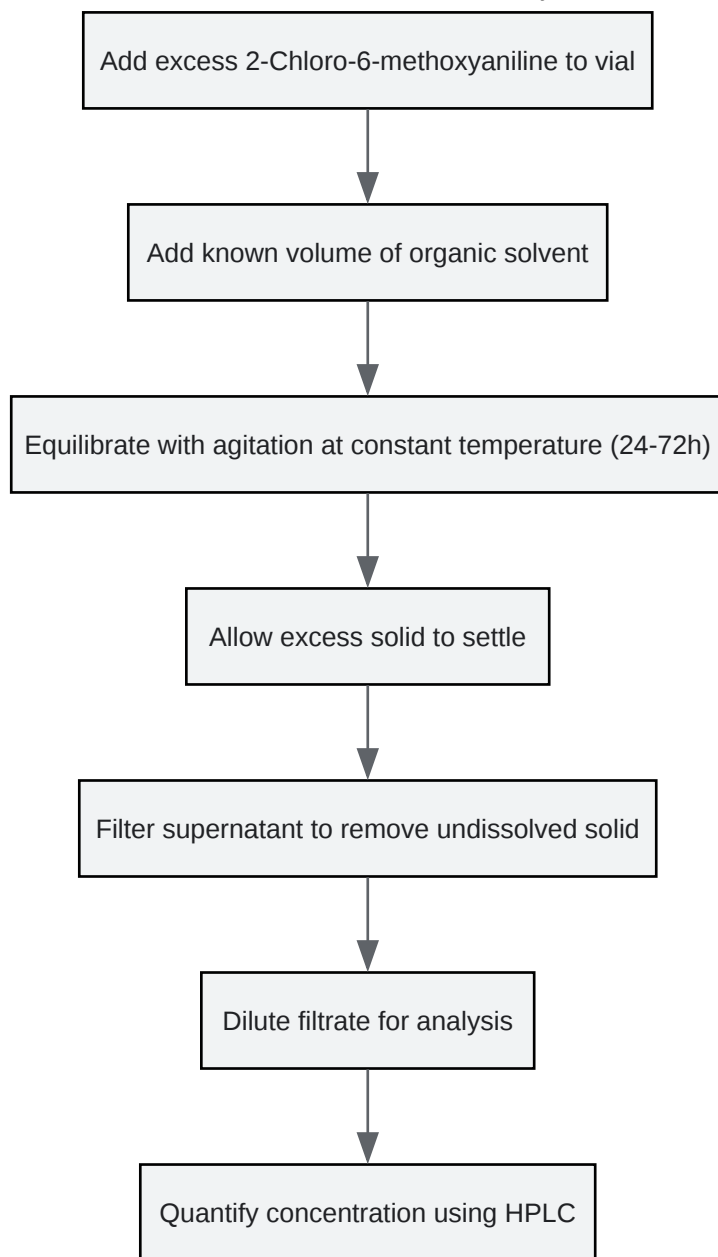 Add excess 2-Chloro-6-methoxyaniline to vial
Add known volume of organic solvent
Equilibrate with agitation at constant temperature (24-72h)
Allow excess solid to settle
Filter supernatant to remove undissolved solid
Dilute filtrate for analysis
Quantify concentration using HPLC